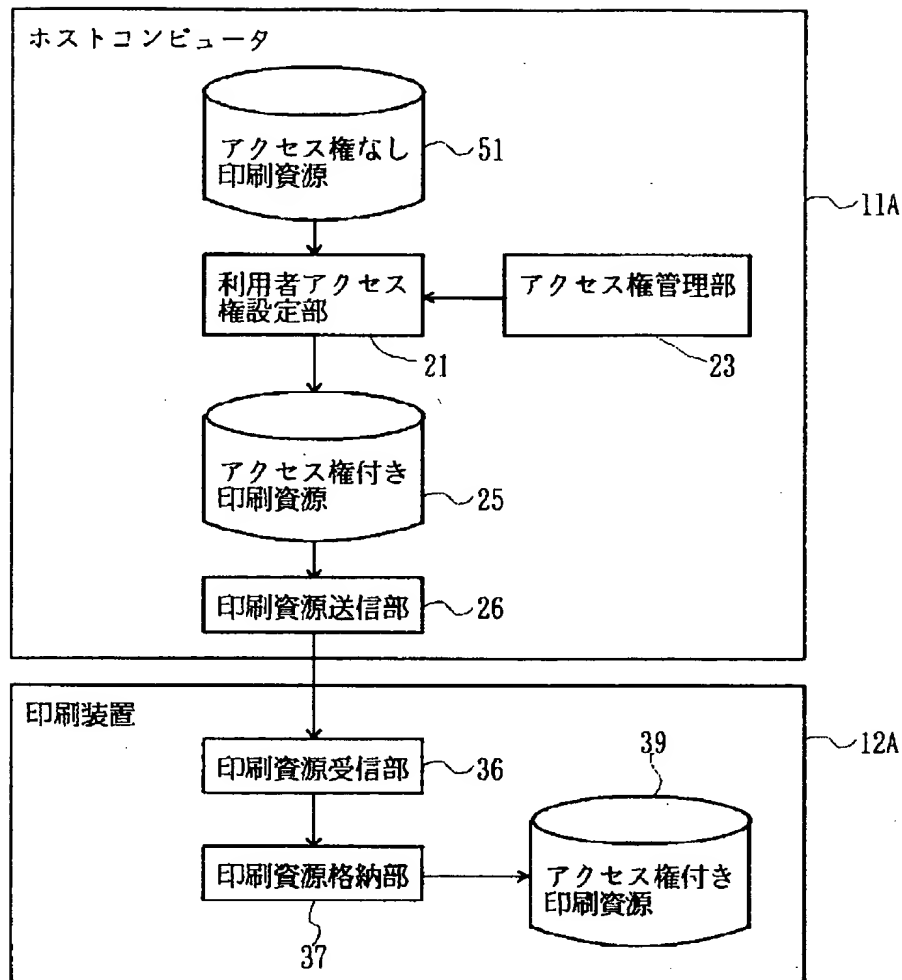 ホストコンピュータ
アクセス権なし
印刷資源
51
11A
利用者アクセス
権設定部
アクセス権管理部
21
23
アクセス権付き
印刷資源
25
印刷資源送信部
26
印刷装置
12A
印刷資源受信部
36
39
印刷資源格納部
37
アクセス権付き
印刷資源